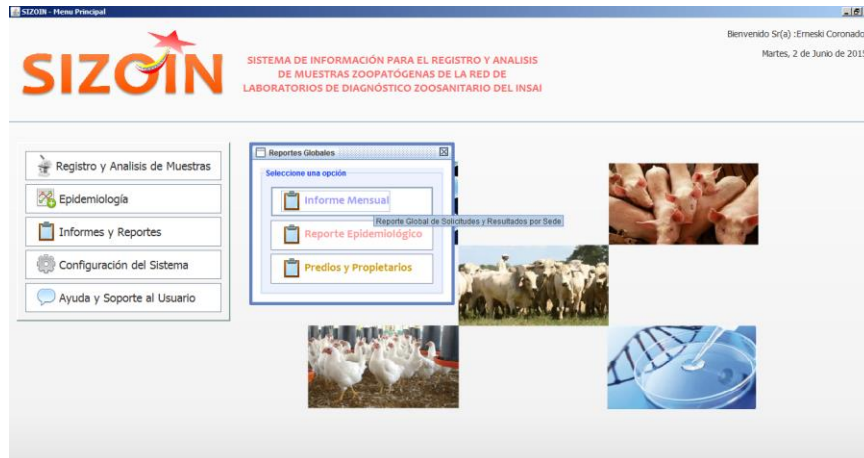 SIZOIN - Menu Principal
Bienvenido Sr(a) :Erneski Coronado
Martes, 2 de Junio de 201
SIZOIN
SISTEMA DE INFORMACIÓN PARA EL REGISTRO Y ANALISIS
DE MUESTRAS ZOOPATÓGENAS DE LA RED DE
LABORATORIOS DE DIAGNÓSTICO ZOOSANITARIO DEL INSAI
Registro y Analisis de Muestras
Epidemiología
Informes y Reportes
Configuración del Sistema
Ayuda y Soporte al Usuario
Reportes Globales
Seleccione una opción
Informe Mensual
Reporte Global de Solicitudes y Resultados por Sede
Reporte Epidemiológico
Predios y Propietarios